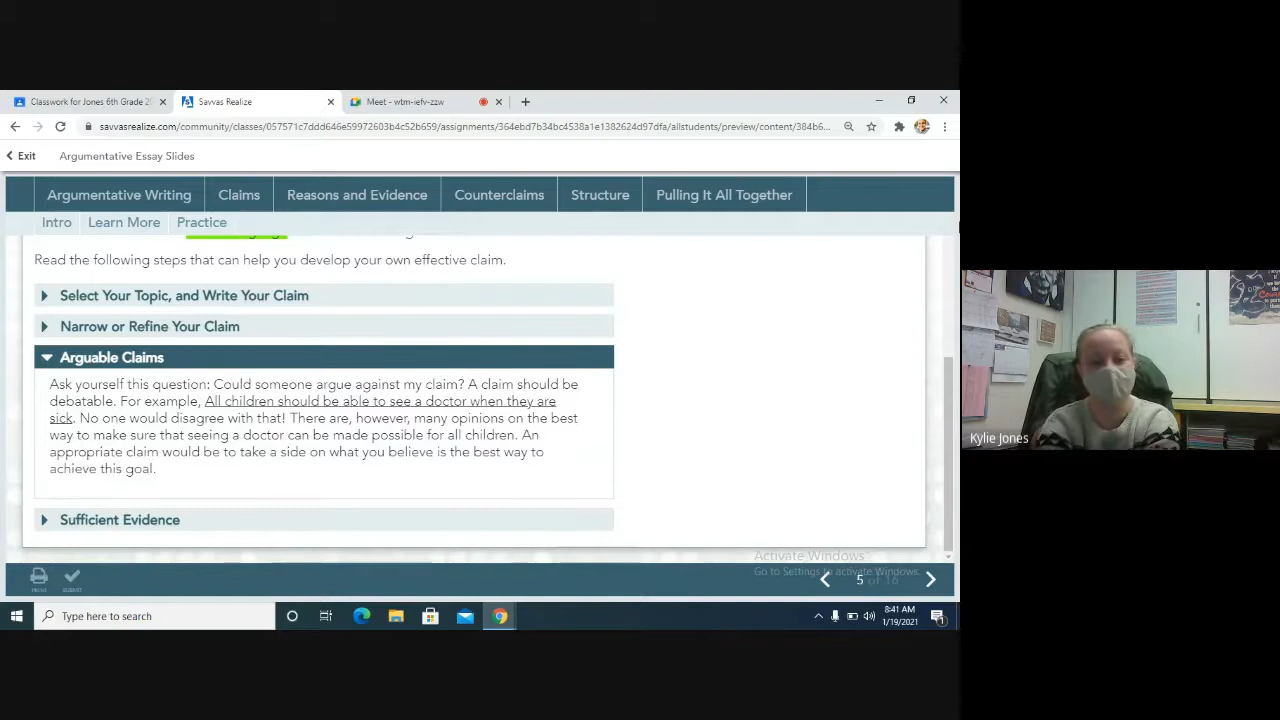 Classwork for Jones 6th Grade
Savvas Realize
Meet - wtm-iefv-zzw
savvasrealize.com/community/classes/057571c7ddd646e59972603b4c52b659/assignments/364ebd7b34bc4538a1e1382624d97dfa/allstudents/preview/content/384b6...
Exit
Argumentative Essay Slides
Argumentative Writing
Claims
Reasons and Evidence
Counterclaims
Structure
Pulling It All Together
Intro
Learn More
Practice
Read the following steps that can help you develop your own effective claim.
Select Your Topic, and Write Your Claim
Narrow or Refine Your Claim
Arguable Claims
Ask yourself this question: Could someone argue against my claim? A claim should be
debatable. For example, All children should be able to see a doctor when they are
sick. No one would disagree with that! There are, however, many opinions on the best
way to make sure that seeing a doctor can be made possible for all children. An
appropriate claim would be to take a side on what you believe is the best way to
achieve this goal.
Sufficient Evidence
Activate Windows
Go to Settings to activate Windows.
PRINT
SUBMIT
5 of 16
Type here to search
8:41 AM
1/19/2021
Kylie Jones